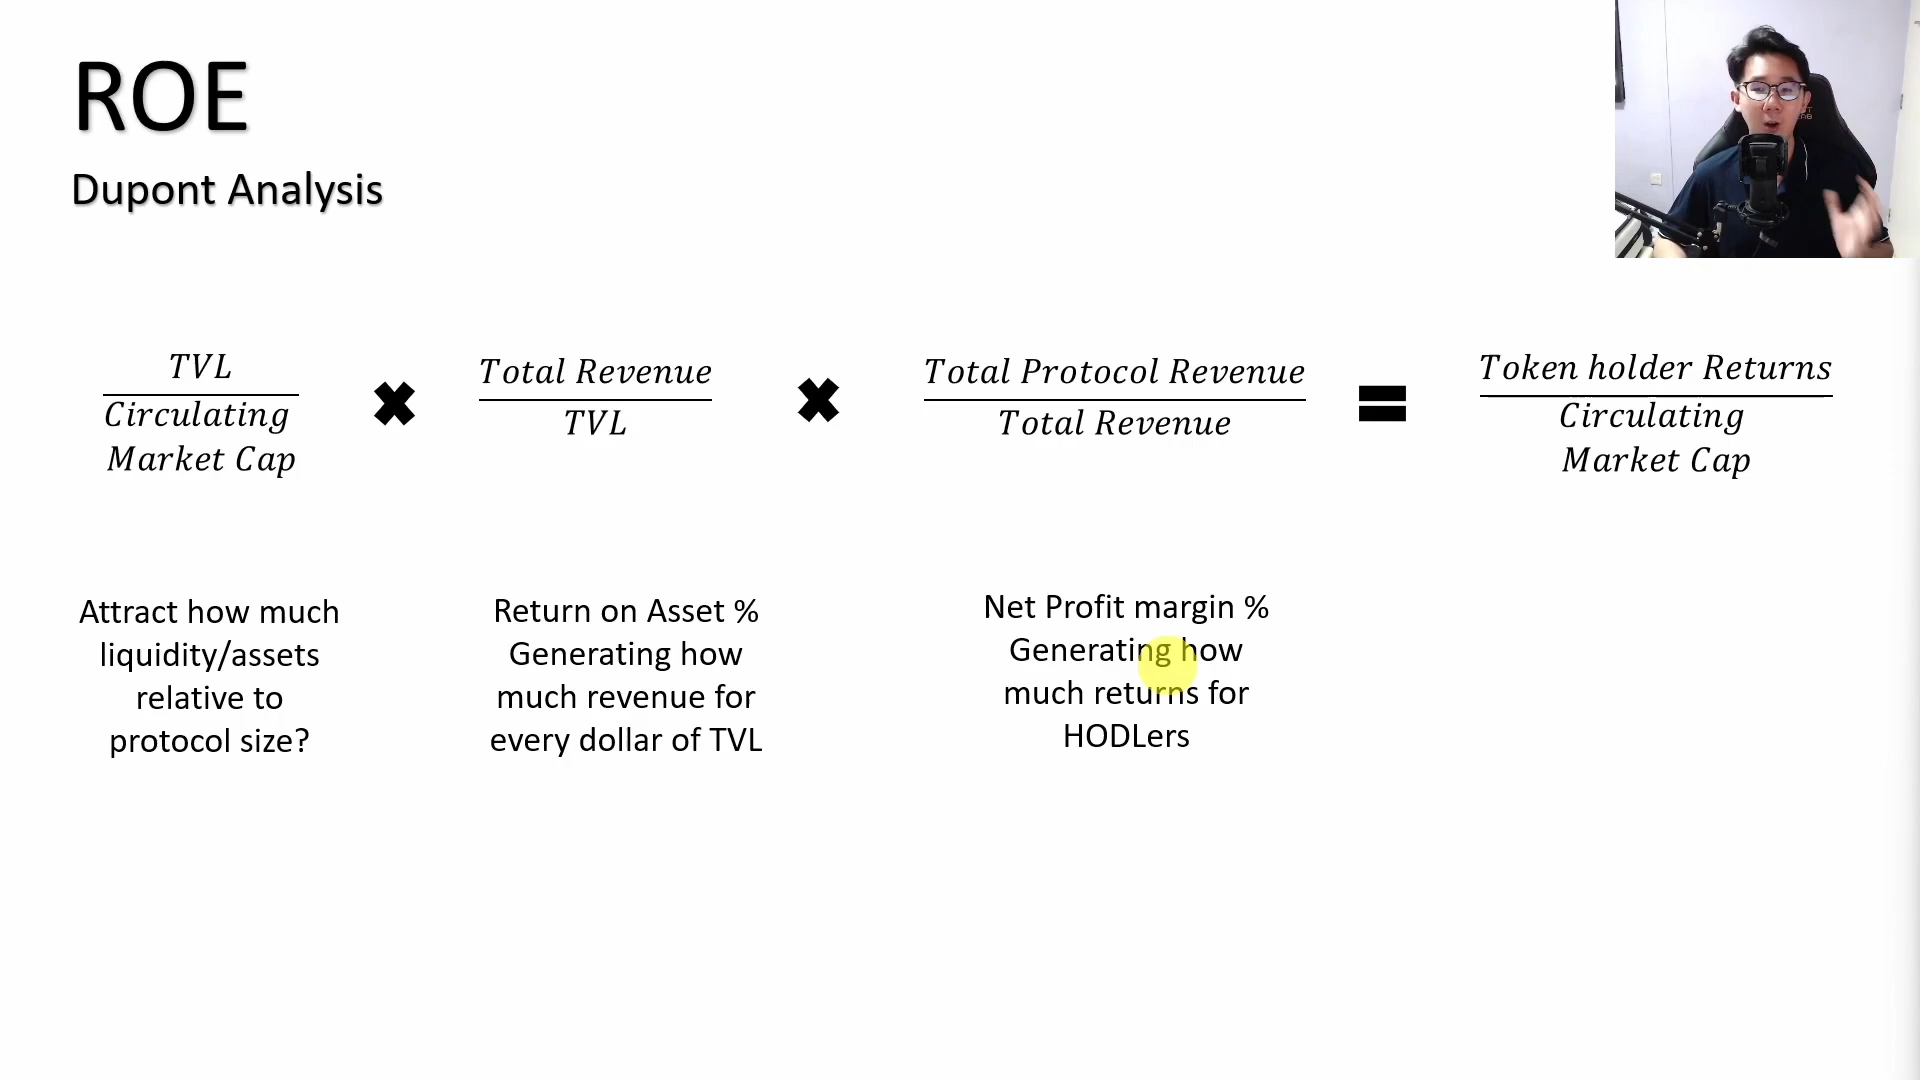 ROE
Dupont Analysis
TVL
Circulating
Market Cap
Total Revenue
TVL
Total Protocol Revenue
Total Revenue
Token holder Returns
Circulating
Market Cap
Attract how much
liquidity/assets
relative to
protocol size?
Return on Asset %
Generating how
much revenue for
every dollar of TVL
Net Profit margin %
Generating how
much returns for
HODLers